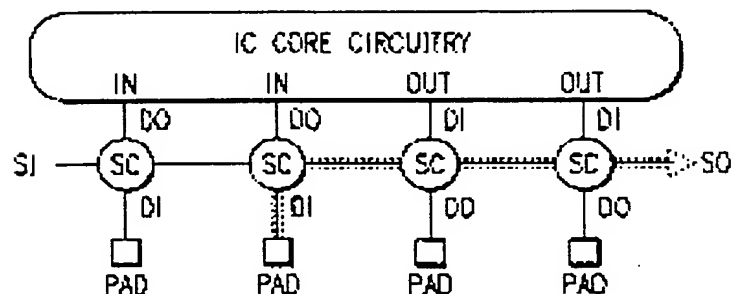 IC CORE CIRCUITRY
IN IN OUT OUT
DO DO DI DI
SI SC SC SC SC SO
DI DI DO DO
PAD PAD PAD PAD